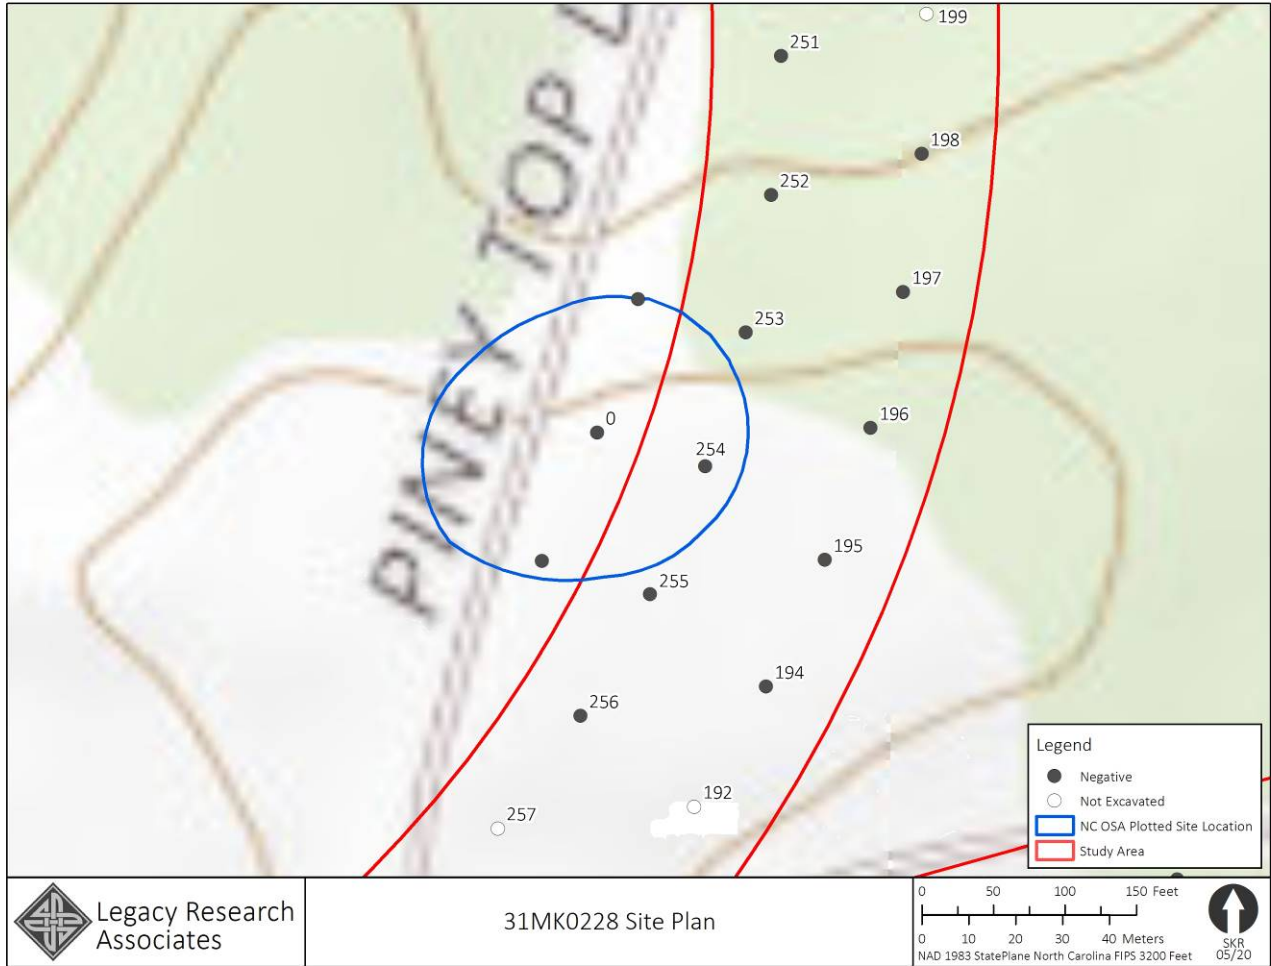 199
251
198
252
197
253
196
0
254
195
255
194
256
192
257
PINEY TOP
Legend
Negative
Not Excavated
NC OSA Plotted Site Location
Study Area
Legacy Research
Associates
31MK0228 Site Plan
0 50 100 150 Feet
0 10 20 30 40 Meters
NAD 1983 StatePlane North Carolina FIPS 3200 Feet
SKR
05/20